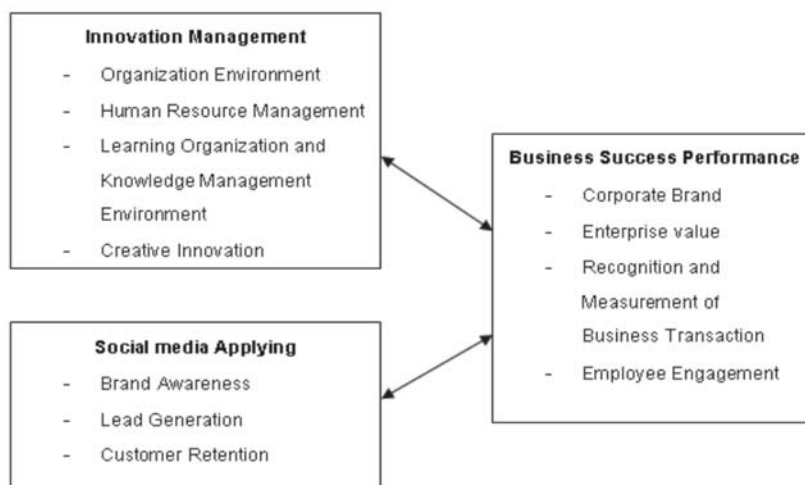 Innovation Management
- Organization Environment
- Human Resource Management
- Learning Organization and
Knowledge Management
Environment
- Creative Innovation
Social media Applying
- Brand Awareness
- Lead Generation
- Customer Retention
Business Success Performance
- Corporate Brand
- Enterprise value
- Recognition and
Measurement of
Business Transaction
- Employee Engagement